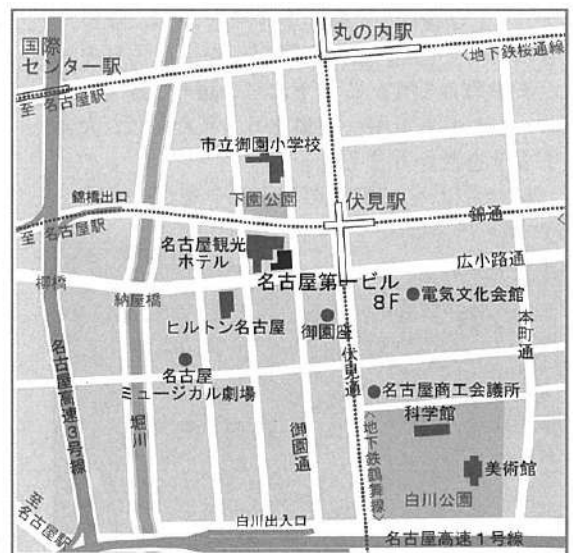 丸の内駅
国際
センター駅
<地下鉄桜通線
至 名古屋駅
市立御園小学校
下園公園
伏見駅
錦橋出口
錦通
至 名古屋駅
名古屋観光
ホテル
広小路通
柳橋
納屋橋
名古屋第一ビル
8F
電気文化会館
ヒルトン名古屋
御園座
本町通
伏見通
名古屋
ミュージカル劇場
名古屋商工会議所
科学館
名古屋高速3号線
堀川
御園通
<地下鉄鶴舞線>
美術館
白川公園
至
名古屋駅
白川出入口
名古屋高速1号線